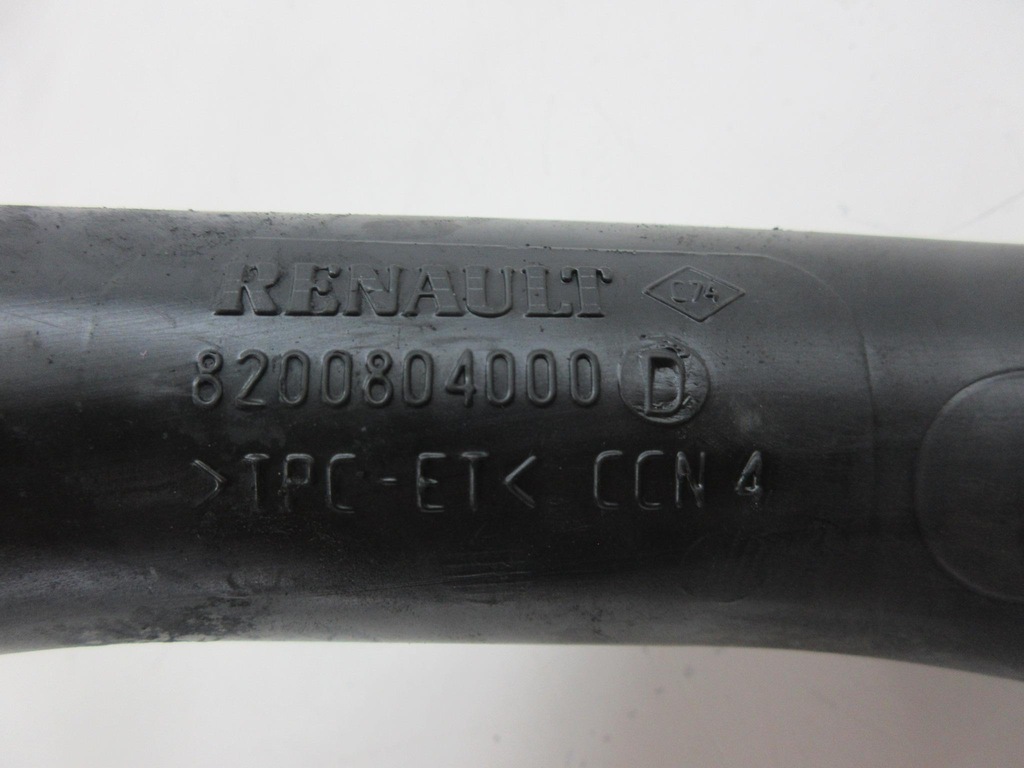 RENAULT C74
8200804000 D
>TPC-ET< CCN 4